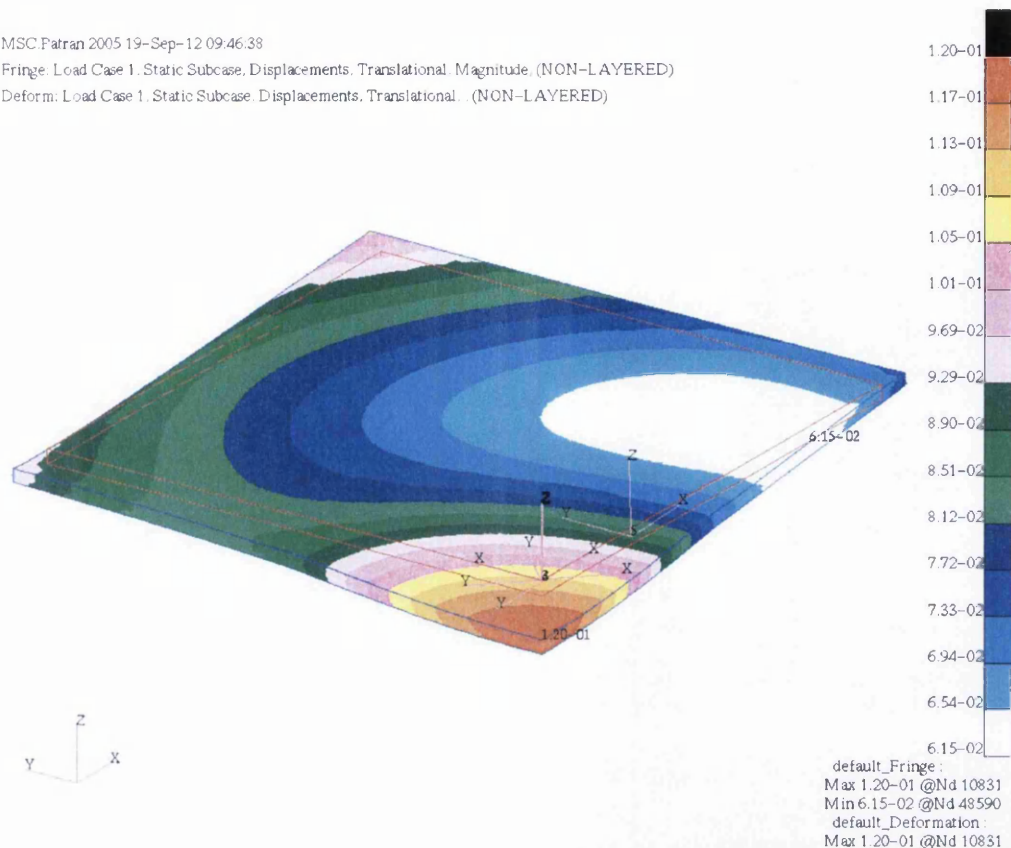 MSC.Patran 2005 19-Sep-12 09:46:38
Fringe: Load Case 1, Static Subcase, Displacements, Translational, Magnitude, (NON-LAYERED)
Deform: Load Case 1, Static Subcase, Displacements, Translational, , (NON-LAYERED)
1.20-01
1.17-01
1.13-01
1.09-01
1.05-01
1.01-01
9.69-02
9.29-02
8.90-02
8.51-02
8.12-02
7.72-02
7.33-02
6.94-02
6.54-02
6.15-02
6.15-02
Z
X
Z
Y
5
Y
X
X
X
3
Y
Y
1.20-01
Z
Y
X
default_Fringe :
Max 1.20-01 @Nd 10831
Min 6.15-02 @Nd 48590
default_Deformation :
Max 1.20-01 @Nd 10831